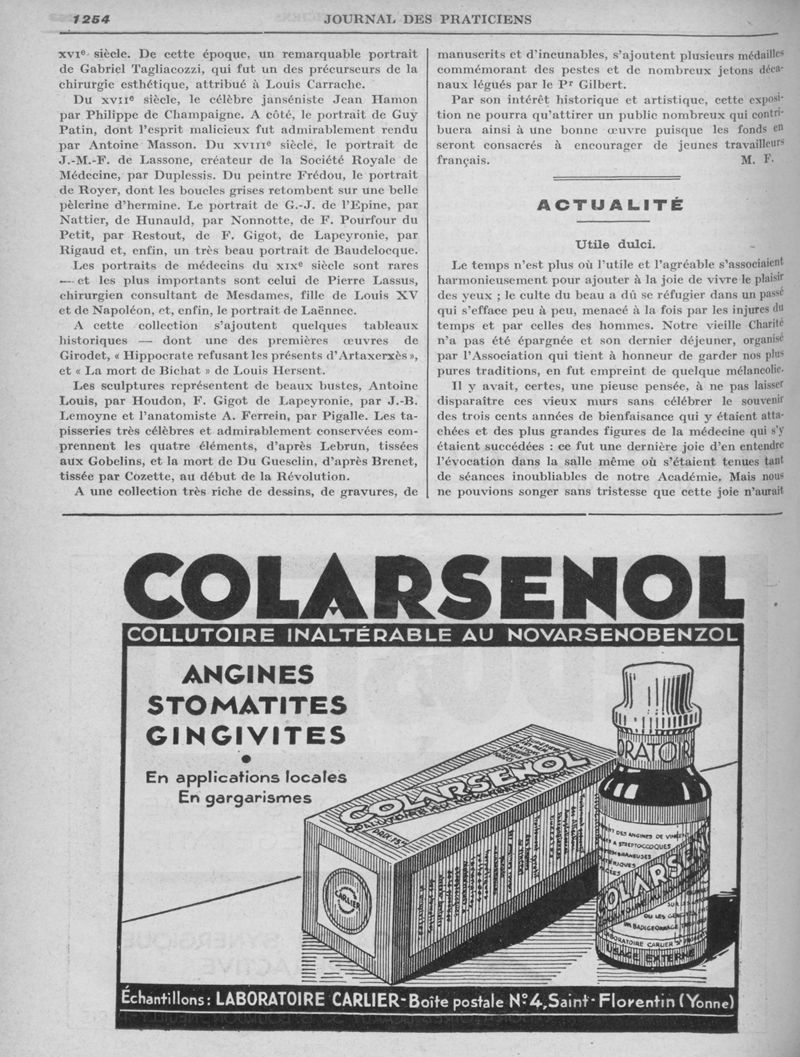 1254
JOURNAL DES PRATICIENS
XVIe siècle. De cette époque, un remarquable portrait
de Gabriel Tagliacozzi, qui fut un des précurseurs de la
chirurgie esthétique, attribué à Louis Carrache.
Du XVIIe siècle, le célèbre janséniste Jean Hamon
par Philippe de Champaigne. A côté, le portrait de Guy
Patin, dont l'esprit malicieux fut admirablement rendu
par Antoine Masson. Du XVIIIe siècle, le portrait de
J.-M.-F. de Lassone, créateur de la Société Royale de
Médecine, par Duplessis. Du peintre Frédou, le portrait
de Royer, dont les boucles grises retombent sur une belle
pèlerine d'hermine. Le portrait de G.-J. de l'Epine, par
Nattier, de Hunauld, par Nonnotte, de F. Pourfour du
Petit, par Restout, de F. Gigot, de Lapeyronie, par
Rigaud et, enfin, un très beau portrait de Baudelocque.
Les portraits de médecins du XIXe siècle sont rares
— et les plus importants sont celui de Pierre Lassus,
chirurgien consultant de Mesdames, fille de Louis XV
et de Napoléon, et, enfin, le portrait de Laënnec.
A cette collection s'ajoutent quelques tableaux
historiques — dont une des premières œuvres de
Girodet, « Hippocrate refusant les présents d'Artaxerxès »,
et « La mort de Bichat » de Louis Hersent.
Les sculptures représentent de beaux bustes, Antoine
Louis, par Houdon, F. Gigot de Lapeyronie, par J.-B.
Lemoyne et l'anatomiste A. Ferrein, par Pigalle. Les ta-
pisseries très célèbres et admirablement conservées com-
prennent les quatre éléments, d'après Lebrun, tissées
aux Gobelins, et la mort de Du Guesclin, d'après Brenet,
tissée par Cozette, au début de la Révolution.
A une collection très riche de dessins, de gravures, de
manuscrits et d'incunables, s'ajoutent plusieurs médailles
commémorant des pestes et de nombreux jetons déca-
naux légués par le Pr Gilbert.
Par son intérêt historique et artistique, cette exposi-
tion ne pourra qu'attirer un public nombreux qui contri-
buera ainsi à une bonne œuvre puisque les fonds en
seront consacrés à encourager de jeunes travailleurs
français. M. F.
ACTUALITÉ
Utile dulci.
Le temps n'est plus où l'utile et l'agréable s'associaient
harmonieusement pour ajouter à la joie de vivre le plaisir
des yeux ; le culte du beau a dû se réfugier dans un passé
qui s'efface peu à peu, menacé à la fois par les injures du
temps et par celles des hommes. Notre vieille Charité
n'a pas été épargnée et son dernier déjeuner, organisé
par l'Association qui tient à honneur de garder nos plus
pures traditions, en fut empreint de quelque mélancolie.
Il y avait, certes, une pieuse pensée, à ne pas laisser
disparaître ces vieux murs sans célébrer le souvenir
des trois cents années de bienfaisance qui y étaient atta-
chées et des plus grandes figures de la médecine qui s'y
étaient succédées : ce fut une dernière joie d'en entendre
l'évocation dans la salle même où s'étaient tenues tant
de séances inoubliables de notre Académie. Mais nous
ne pouvions songer sans tristesse que cette joie n'aurait
COLARSENOL
COLLUTOIRE INALTÉRABLE AU NOVARSENOBENZOL
ANGINES
STOMATITES
GINGIVITES
En applications locales
En gargarismes
COLARSENOL
COLLUTOIRE AU NOVARSENOBENZOL
CARLIER
ORATOIRE
DES ANGINES DE VINCENT
A STREPTOCOQUES
COLARSENOL
OU LES
EN BADIGEONNAGE
LABORATOIRE CARLIER
USAGE EXTERNE
Échantillons : LABORATOIRE CARLIER - Boîte postale N° 4, Saint-Florentin (Yonne)